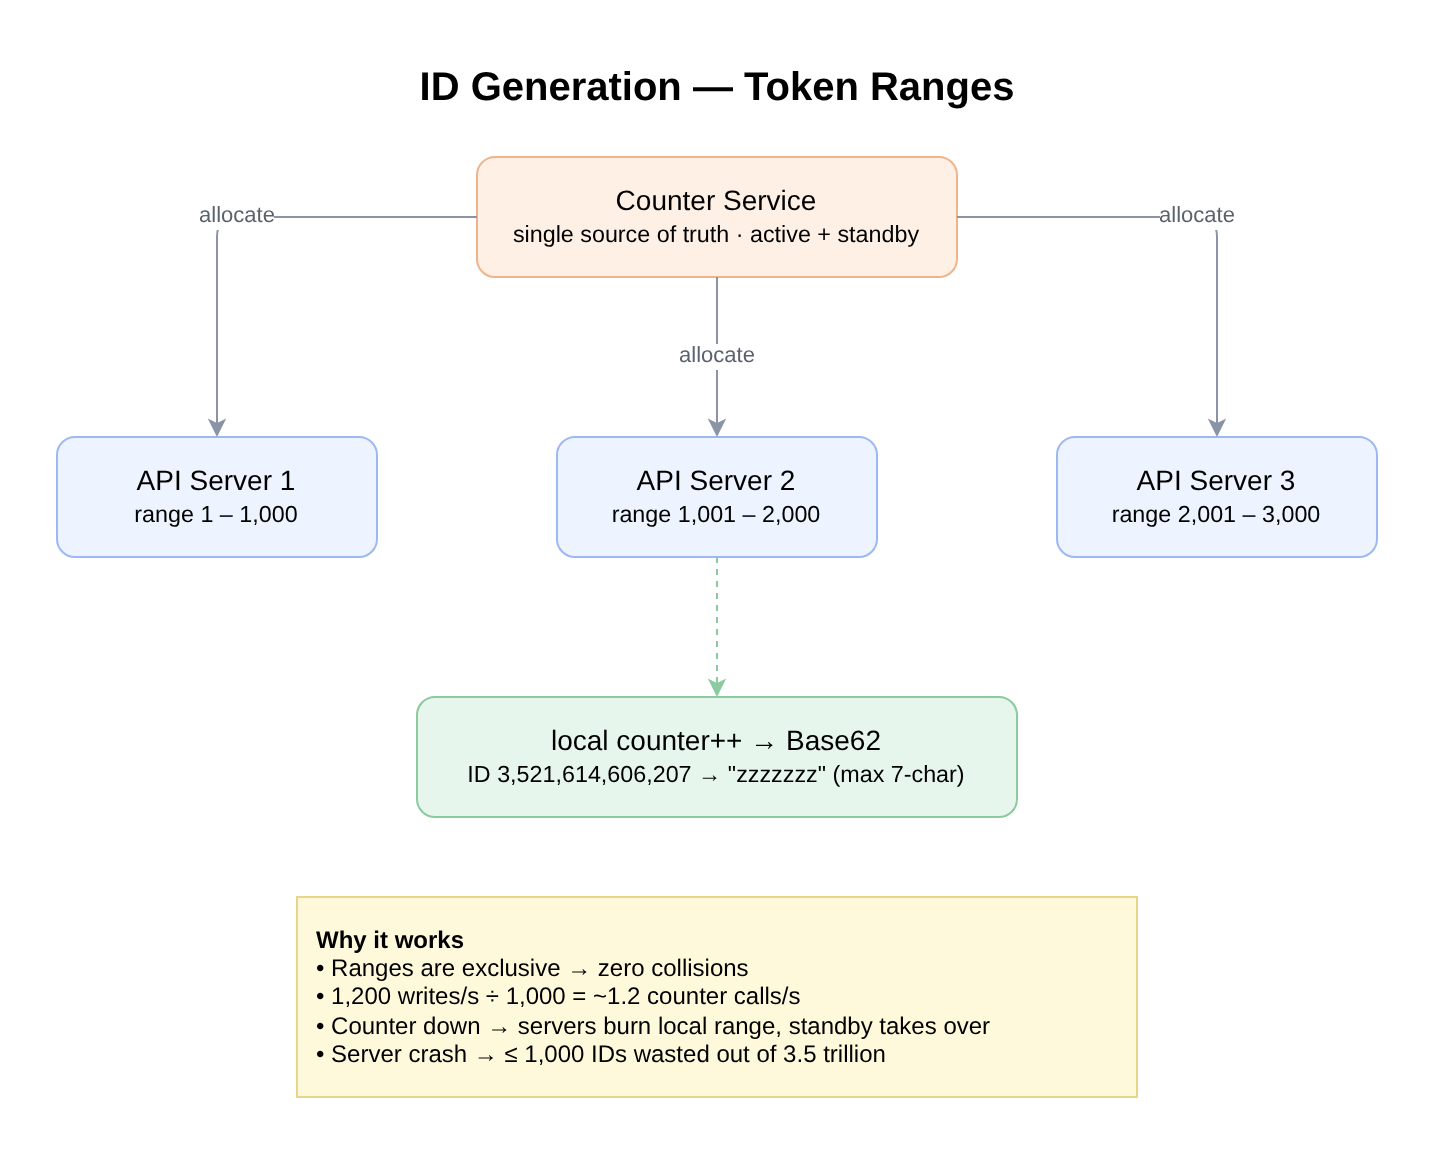 ID Generation — Token Ranges
Counter Service
single source of truth · active + standby
allocate
allocate
allocate
API Server 1
range 1 – 1,000
API Server 2
range 1,001 – 2,000
API Server 3
range 2,001 – 3,000
local counter++ → Base62
ID 3,521,614,606,207 → "zzzzzzz" (max 7-char)
Why it works
• Ranges are exclusive → zero collisions
• 1,200 writes/s ÷ 1,000 = ~1.2 counter calls/s
• Counter down → servers burn local range, standby takes over
• Server crash → ≤ 1,000 IDs wasted out of 3.5 trillion